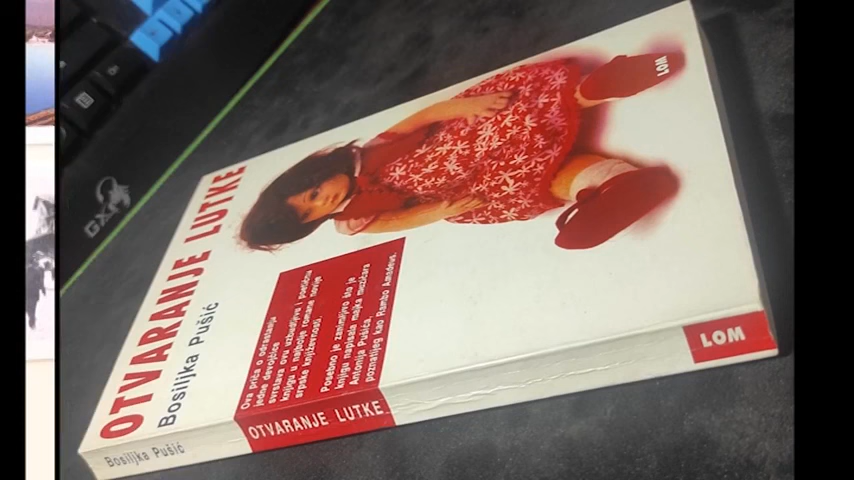 OTVARANJE LUTKE
Bosiljka Pušić
Ova priča o odrastanju
jedne devojčice
svrstava ovu uzbudljivu i poetičnu
knjigu u najbolje romane novije
srpske književnosti.
Posebno je zanimljivo što je
knjigu napisala majka muzičara
Antonija Pušića,
poznatijeg kao Rambo Amadeus.
LOM
Bosiljka Pušić
OTVARANJE LUTKE
LOM
GXT